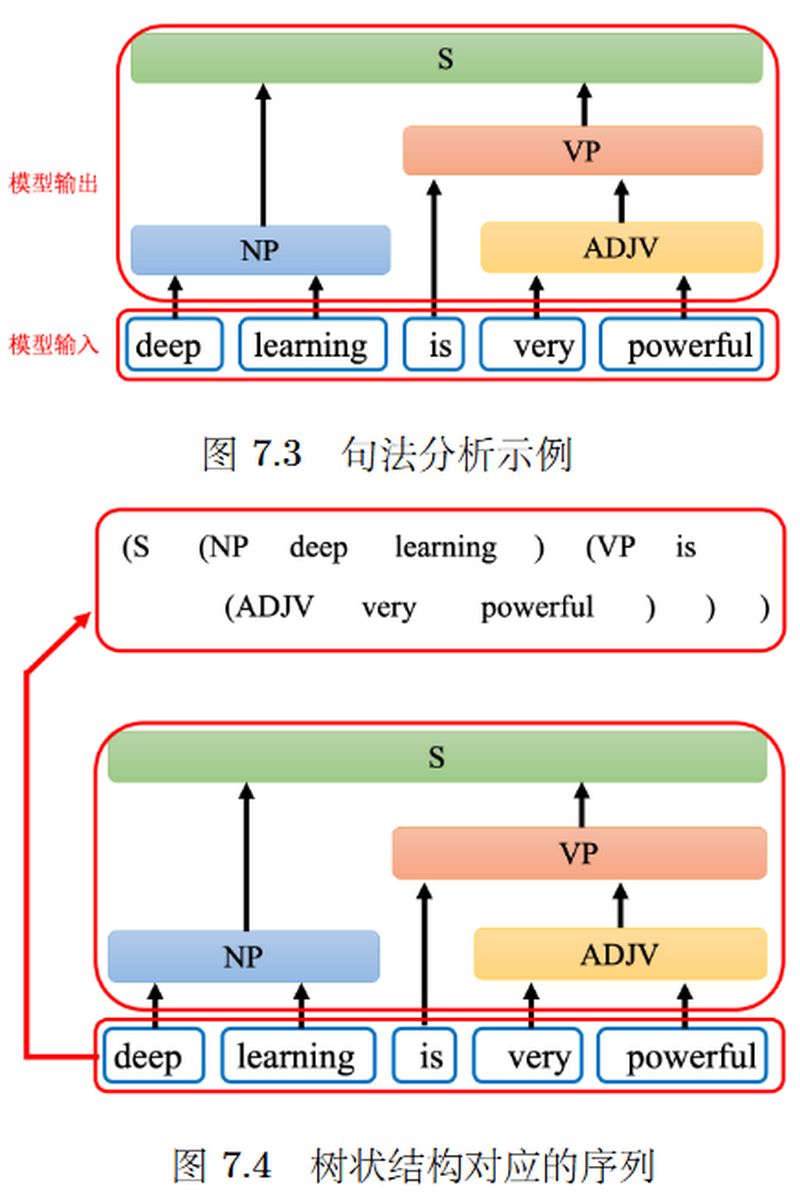 S
模型输出
VP
NP
ADJV
模型输入
deep learning is very powerful
图 7.3 句法分析示例
(S (NP deep learning ) (VP is
(ADJV very powerful ) ) )
S
VP
NP
ADJV
deep learning is very powerful
图 7.4 树状结构对应的序列